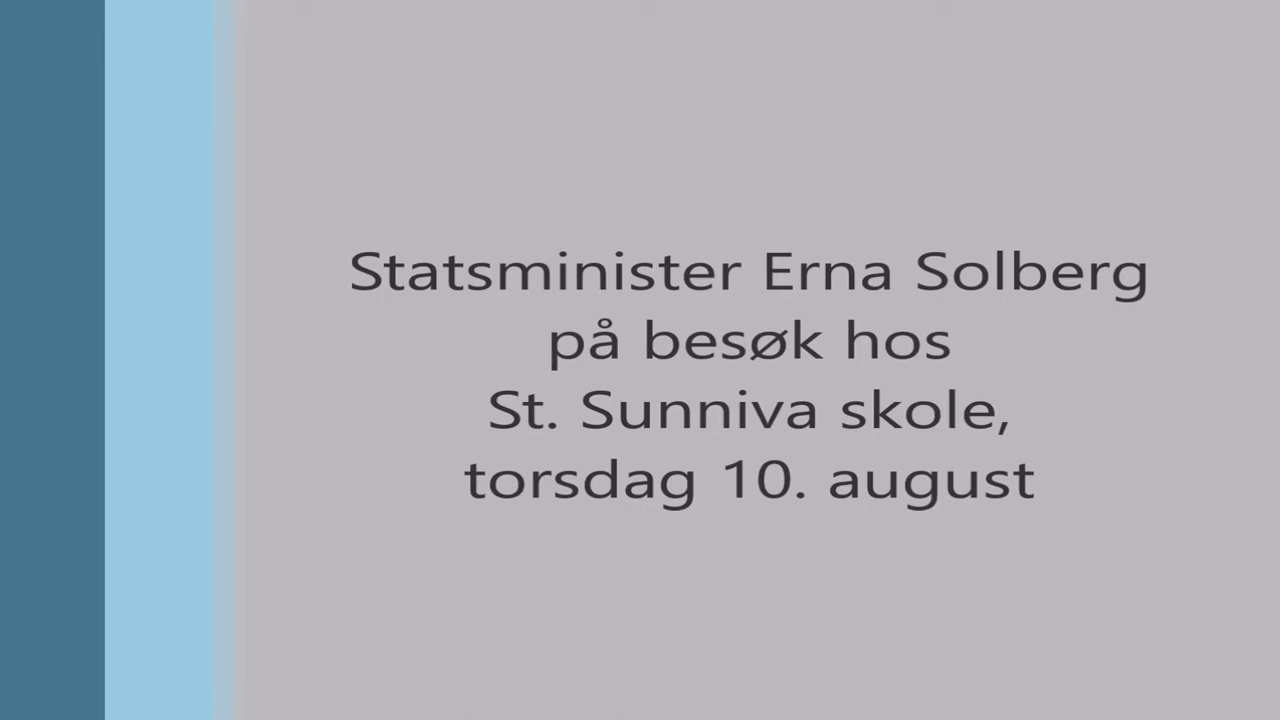 Statsminister Erna Solberg
på besøk hos
St. Sunniva skole,
torsdag 10. august